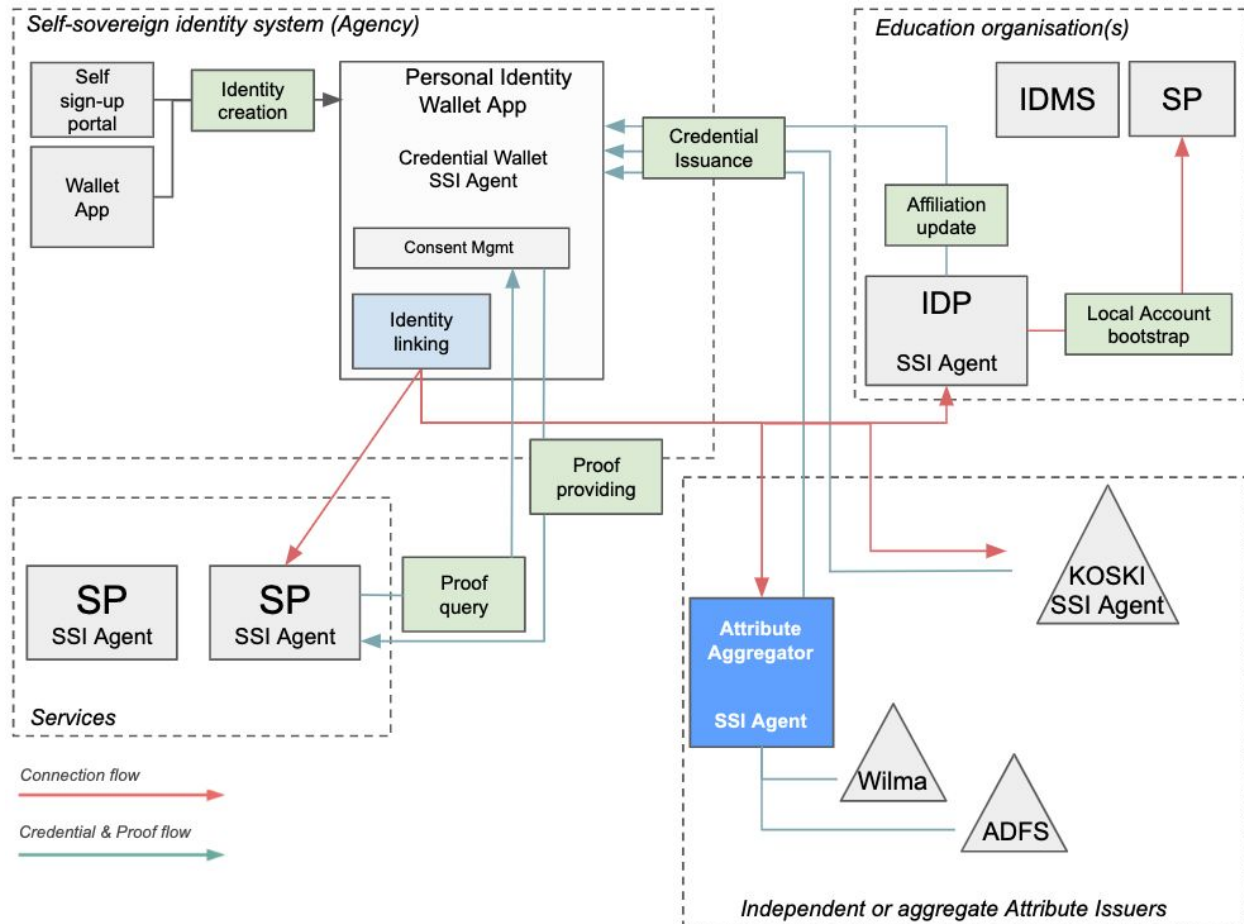 Self-sovereign identity system (Agency)
Self
sign-up
portal
Identity
creation
Wallet
App
Personal Identity
Wallet App
Credential Wallet
SSI Agent
Consent Mgmt
Identity
linking
Credential
Issuance
Education organisation(s)
IDMS
SP
Affiliation
update
IDP
SSI Agent
Local Account
bootstrap
Proof
providing
Proof
query
SP
SSI Agent
SP
SSI Agent
Services
Connection flow
Credential & Proof flow
KOSKI
SSI Agent
Attribute
Aggregator
SSI Agent
Wilma
ADFS
Independent or aggregate Attribute Issuers